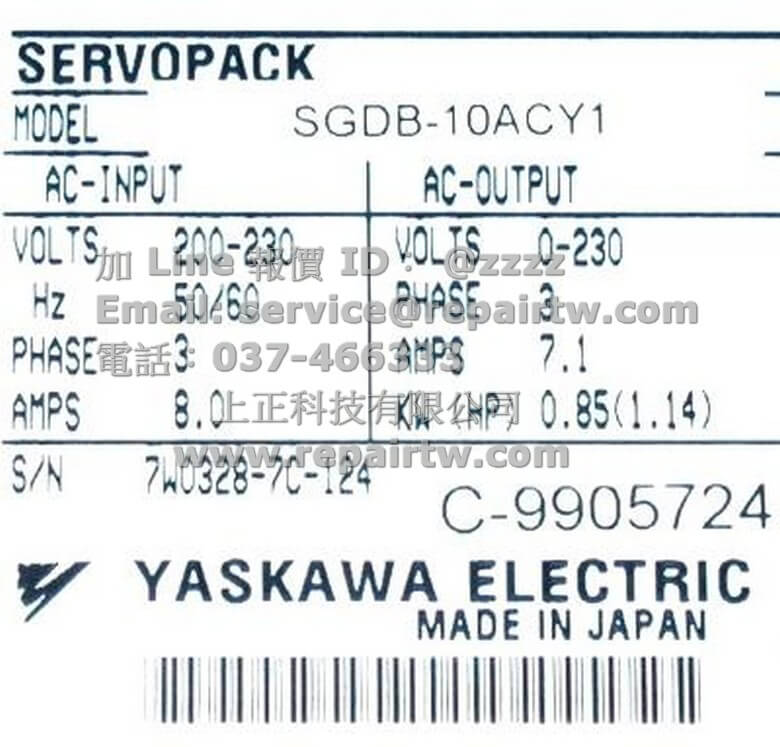 SERVOPACK
MODEL SGDB-10ACY1
AC-INPUT AC-OUTPUT
VOLTS 200-230 VOLTS 0-230
加 Line 報價 ID： @zzzz
Hz 50/60 PHASE 3
Email: service@repairtw.com
PHASE 3 AMPS 7.1
電話：037-466333
AMPS 8.0 KW (HP) 0.85(1.14)
上正科技有限公司
www.repairtw.com
S/N 7W0328-7C-124
C-9905724
YASKAWA ELECTRIC
MADE IN JAPAN